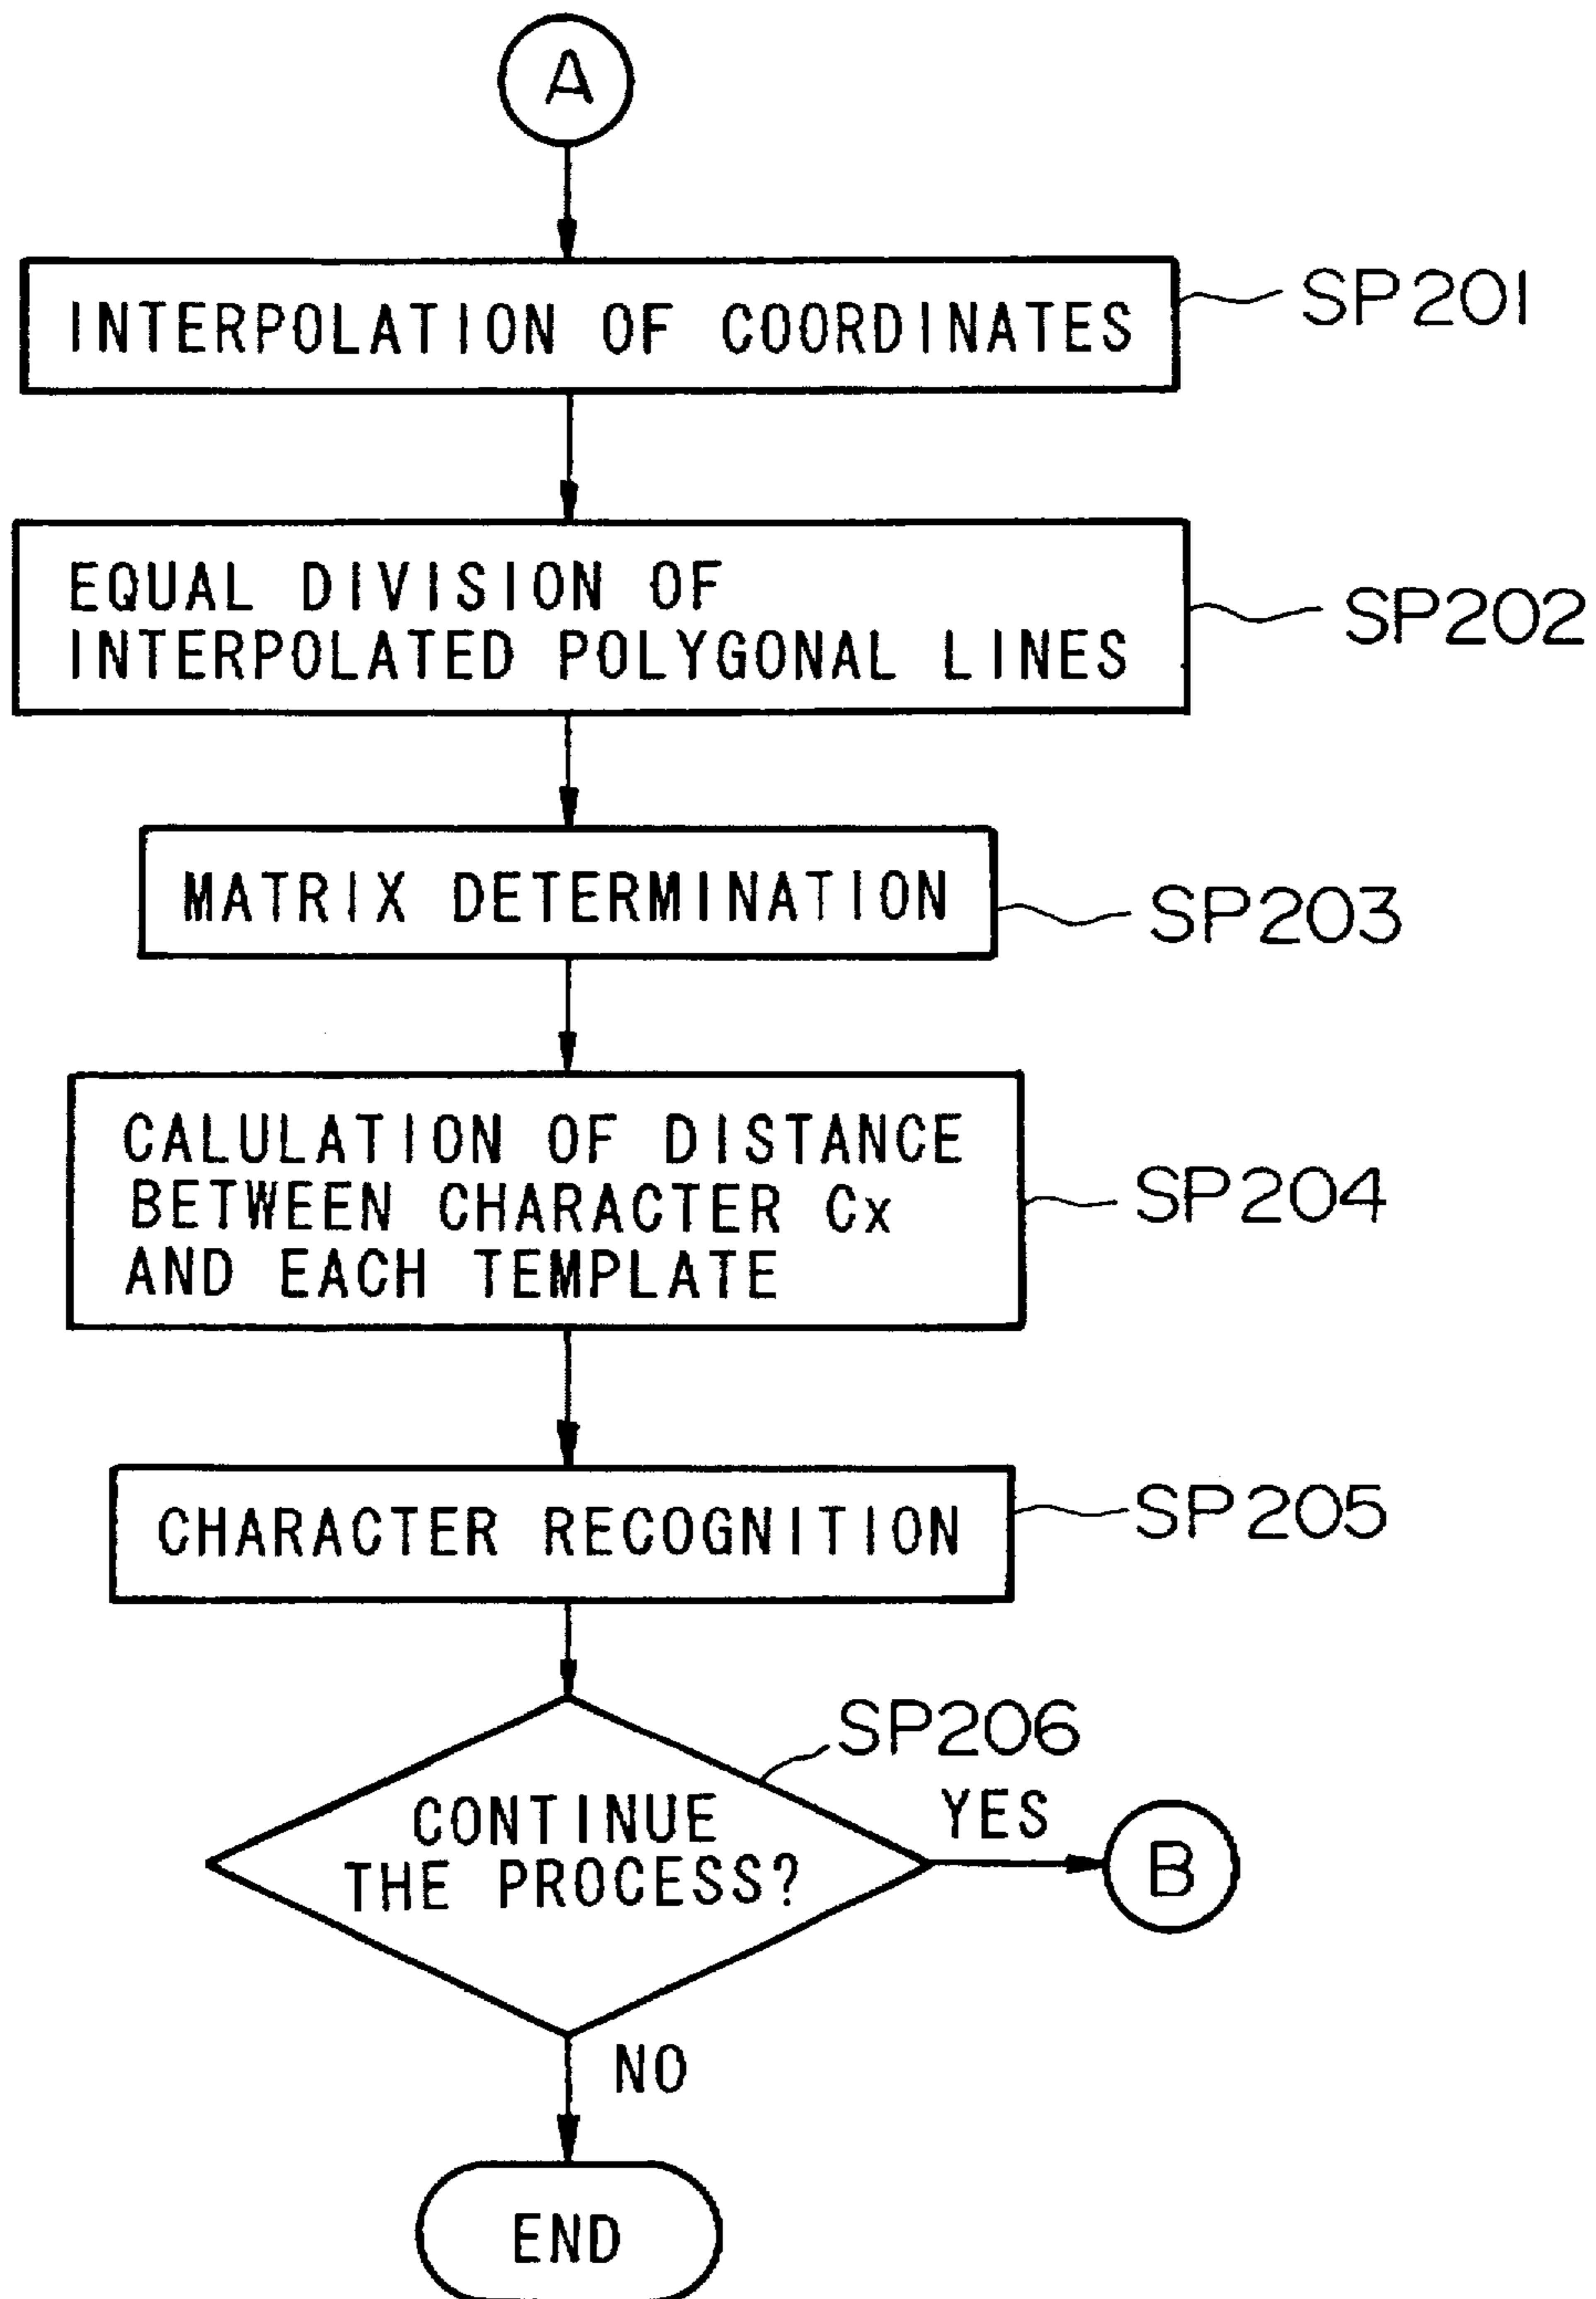 A
INTERPOLATION OF COORDINATES
SP201
EQUAL DIVISION OF
INTERPOLATED POLYGONAL LINES
SP202
MATRIX DETERMINATION
SP203
CALULATION OF DISTANCE
BETWEEN CHARACTER Cx
AND EACH TEMPLATE
SP204
CHARACTER RECOGNITION
SP205
SP206
CONTINUE
THE PROCESS?
YES
B
NO
END